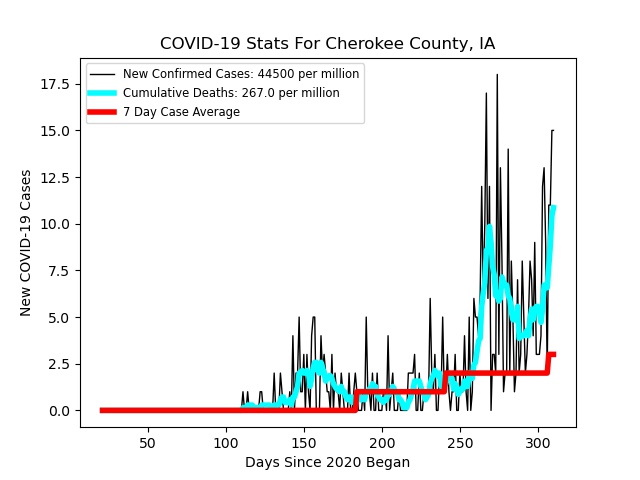 COVID-19 Stats For Cherokee County, IA
New Confirmed Cases: 44500 per million
Cumulative Deaths: 267.0 per million
7 Day Case Average
New COVID-19 Cases
17.5
15.0
12.5
10.0
7.5
5.0
2.5
0.0
50 100 150 200 250 300
Days Since 2020 Began